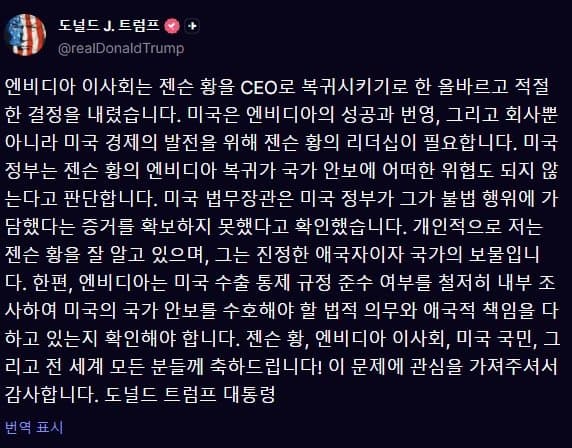 도널드 J. 트럼프
@realDonaldTrump
엔비디아 이사회는 젠슨 황을 CEO로 복귀시키기로 한 올바르고 적절
한 결정을 내렸습니다. 미국은 엔비디아의 성공과 번영, 그리고 회사뿐
아니라 미국 경제의 발전을 위해 젠슨 황의 리더십이 필요합니다. 미국
정부는 젠슨 황의 엔비디아 복귀가 국가 안보에 어떠한 위협도 되지 않
는다고 판단합니다. 미국 법무장관은 미국 정부가 그가 불법 행위에 가
담했다는 증거를 확보하지 못했다고 확인했습니다. 개인적으로 저는
젠슨 황을 잘 알고 있으며, 그는 진정한 애국자이자 국가의 보물입니
다. 한편, 엔비디아는 미국 수출 통제 규정 준수 여부를 철저히 내부 조
사하여 미국의 국가 안보를 수호해야 할 법적 의무와 애국적 책임을 다
하고 있는지 확인해야 합니다. 젠슨 황, 엔비디아 이사회, 미국 국민, 그
리고 전 세계 모든 분들께 축하드립니다! 이 문제에 관심을 가져주셔서
감사합니다. 도널드 트럼프 대통령
번역 표시